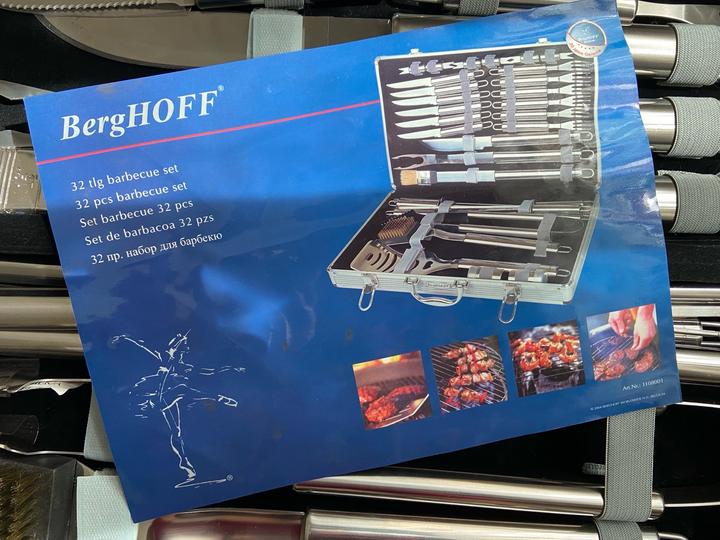 BergHOFF®
32 tlg barbecue set
32 pcs barbecue set
Set barbecue 32 pcs
Set de barbacoa 32 pzs
32 пр. набор для барбекю
Art.Nr.: 1108001
®